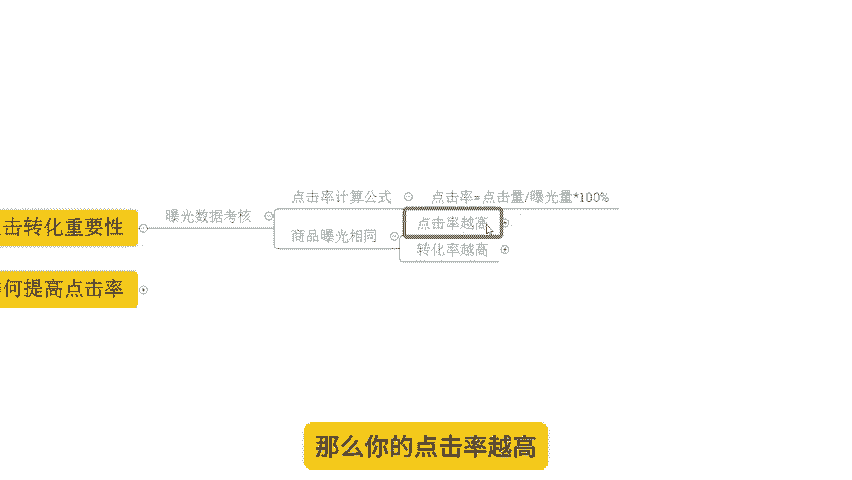 点击率计算公式
点击率=点击量/曝光量*100%
曝光数据考核
击转化重要性
商品曝光相同
点击率越高
转化率越高
何提高点击率
那么你的点击率越高